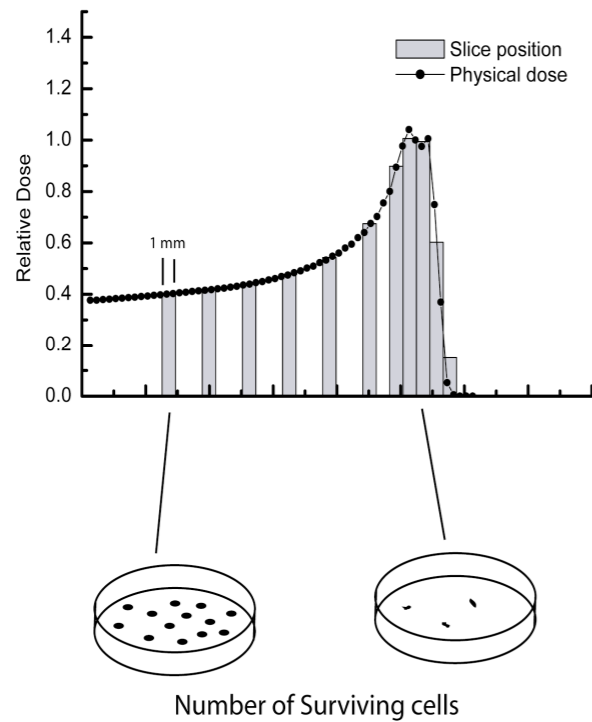 1.4
1.2
1.0
0.8
0.6
0.4
0.2
0.0
Relative Dose
Slice position
Physical dose
1 mm
Number of Surviving cells